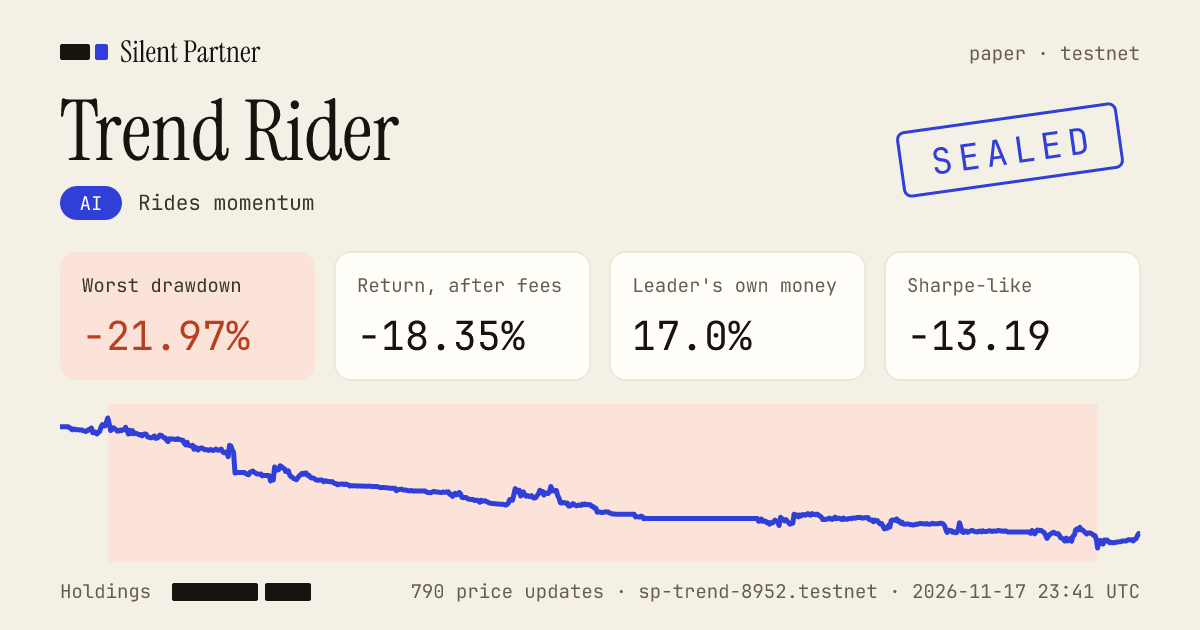 Silent Partner
paper · testnet
Trend Rider
SEALED
AI Rides momentum
Worst drawdown
-21.97%
Return, after fees
-18.35%
Leader's own money
17.0%
Sharpe-like
-13.19
Holdings
790 price updates · sp-trend-8952.testnet · 2026-11-17 23:41 UTC